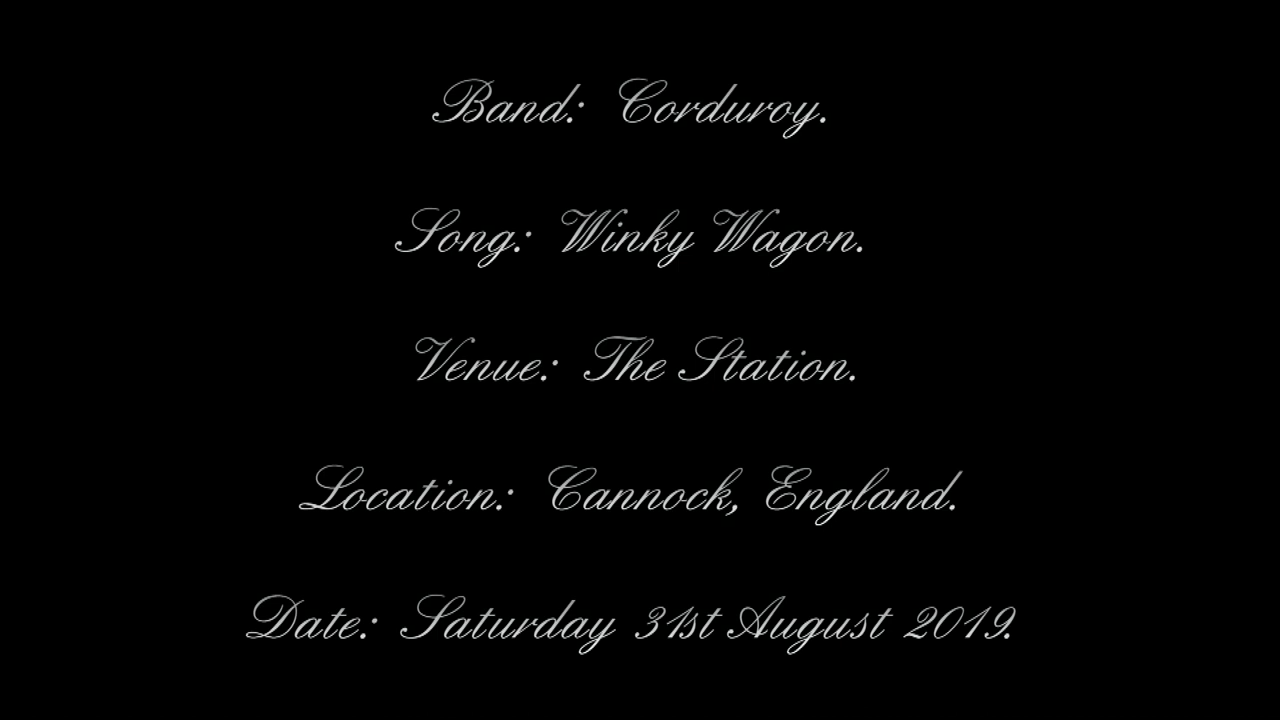 Band: Corduroy.
Song: Winky Wagon.
Venue: The Station.
Location: Cannock, England.
Date: Saturday 31st August 2019.